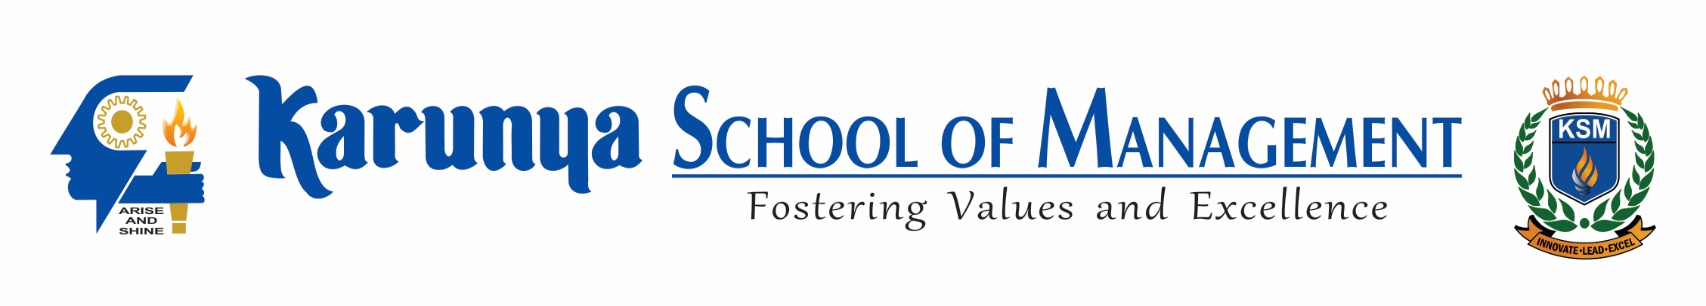 ARISE
AND
SHINE
Karunya SCHOOL OF MANAGEMENT
Fostering Values and Excellence
KSM
INNOVATE•LEAD•EXCEL